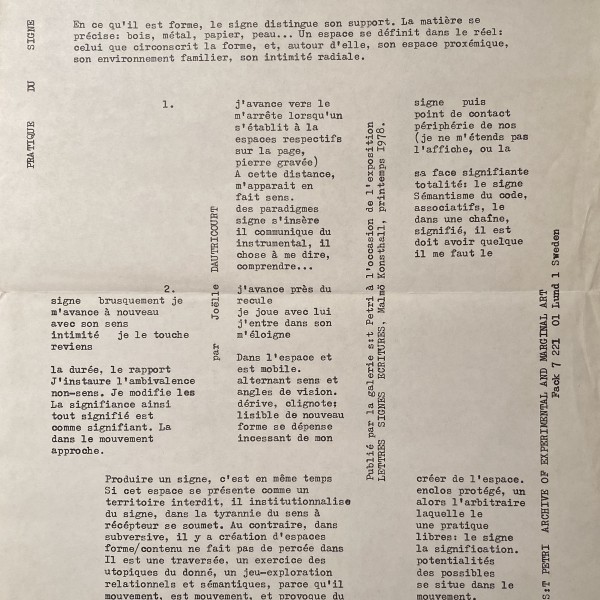 PRATIQUE DU SIGNE
En ce qu'il est forme, le signe distingue son support. La matière se
précise: bois, métal, papier, peau... Un espace se définit dans le réel:
celui que circonscrit la forme, et, autour d'elle, son espace proxémique,
son environnement familier, son intimité radiale.
1. j'avance vers le signe puis
m'arrête lorsqu'un point de contact
s'établit à la périphérie de nos
espaces respectifs (je ne m'étends pas
sur la page, l'affiche, ou la
pierre gravée)
A cette distance, sa face signifiante
m'apparait en totalité: le signe
fait sens. Sémantisme du code,
des paradigmes associatifs, le
signe s'insère dans une chaîne,
il communique du signifié, il est
instrumental, il doit avoir quelque
chose à me dire, il me faut le
comprendre...
2. j'avance près du
signe brusquement je recule
m'avance à nouveau je joue avec lui
avec son sens j'entre dans son
intimité je le touche m'éloigne
reviens
Dans l'espace et
la durée, le rapport est mobile.
J'instaure l'ambivalence alternant sens et
non-sens. Je modifie les angles de vision.
La signifiance ainsi dérive, clignote:
tout signifié est lisible de nouveau
comme signifiant. La forme se dépense
dans le mouvement incessant de mon
approche.
par Joëlle DAUTRICOURT
Publié par la galerie s:t Petri à l'occasion de l'exposition
LETTRES SIGNES ECRITURES, Malmö Konsthall, printemps 1978.
S:T PETRI ARCHIVE OF EXPERIMENTAL AND MARGINAL ART
Fack 7 221 01 Lund 1 Sweden
Produire un signe, c'est en même temps créer de l'espace.
Si cet espace se présente comme un enclos protégé, un
territoire interdit, il institutionnalise alors l'arbitraire
du signe, dans la tyrannie du sens à laquelle le
récépteur se soumet. Au contraire, dans une pratique
subversive, il y a création d'espaces libres: le signe
forme/contenu ne fait pas de percée dans la signification.
Il est une traversée, un exercice des potentialités
utopiques du donné, un jeu-exploration des possibles
relationnels et sémantiques, parce qu'il se situe dans le
mouvement, est mouvement, et provoque du mouvement.